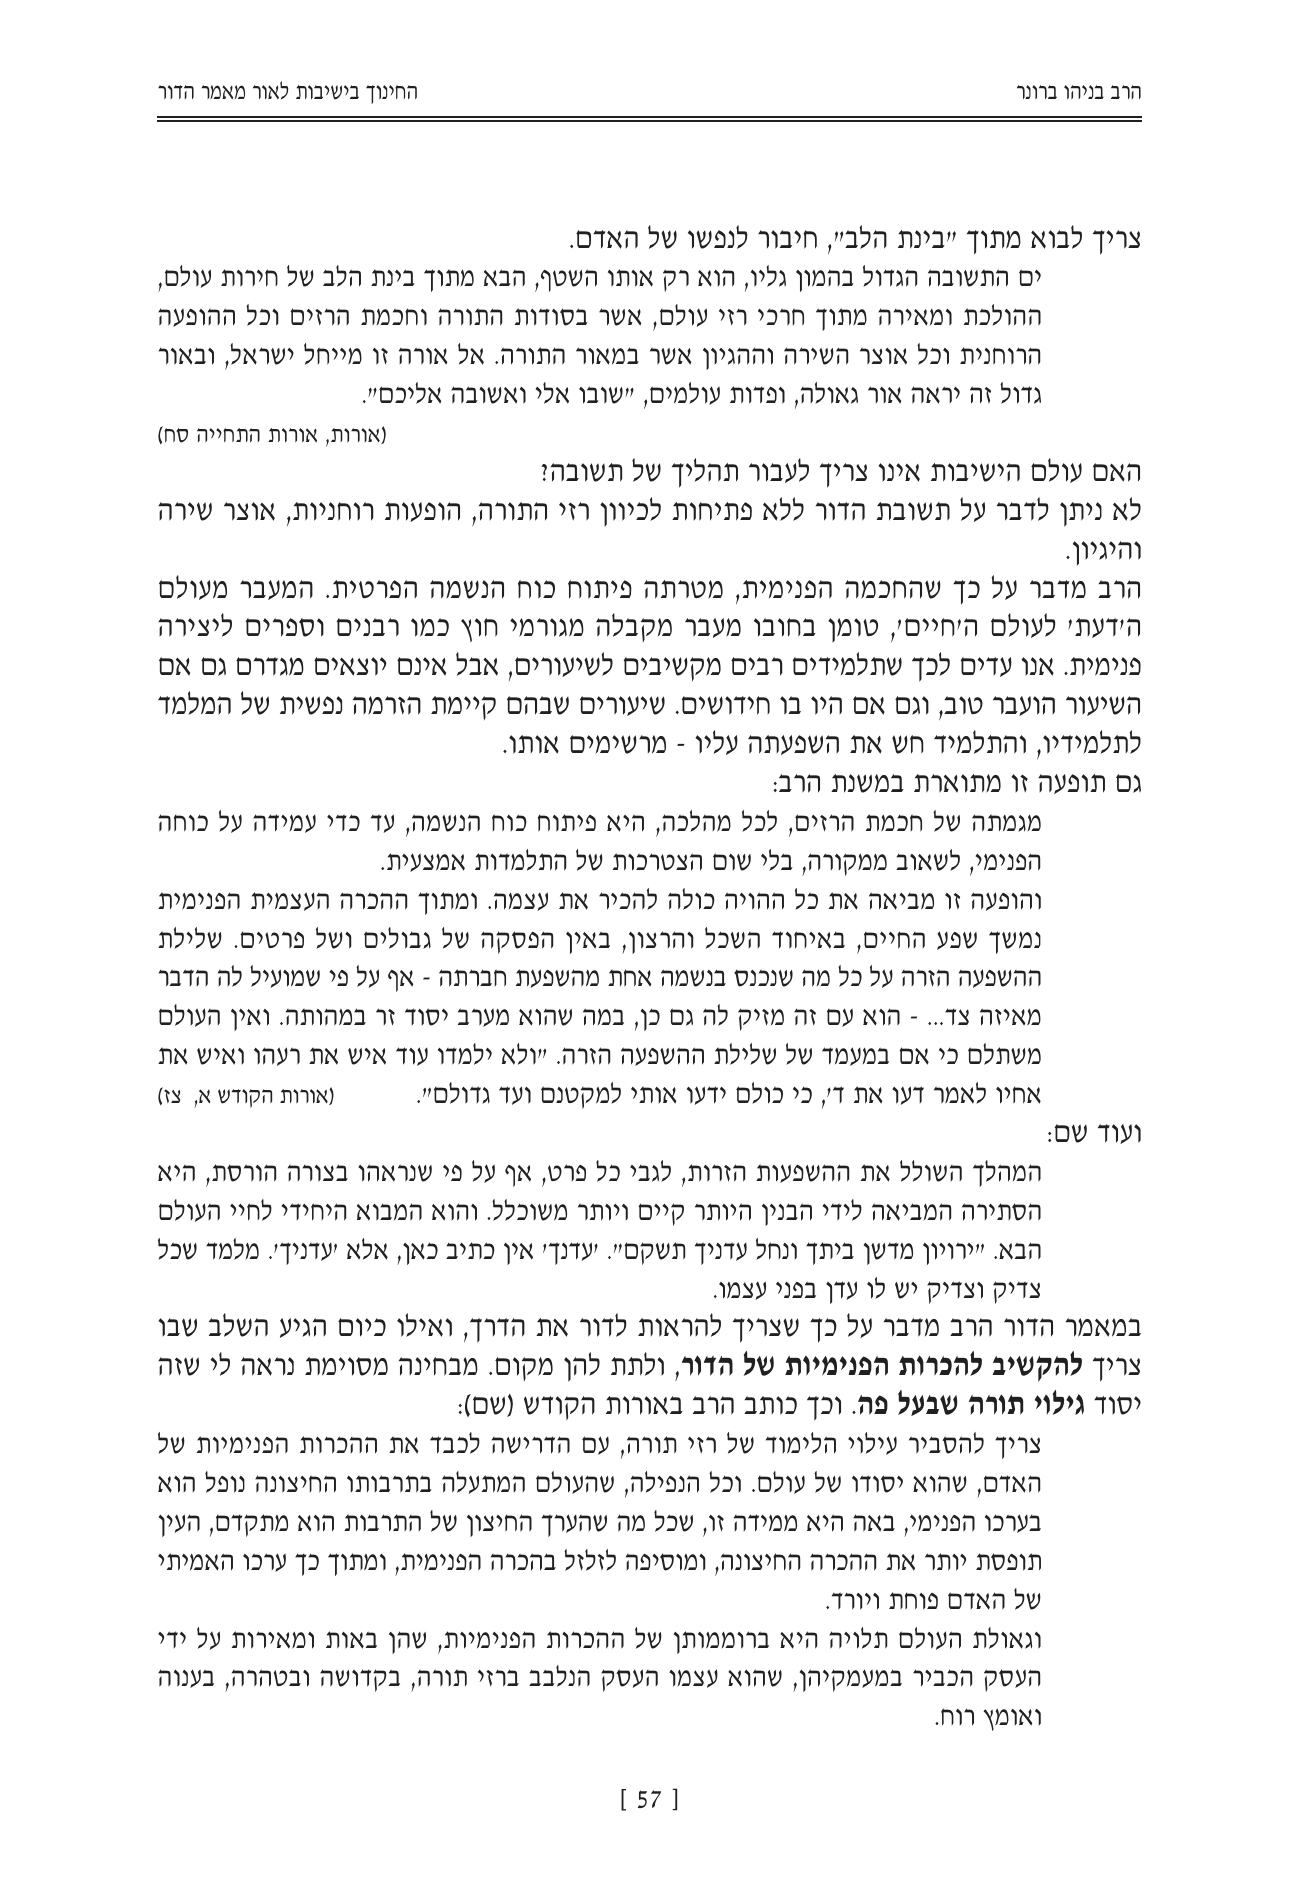 הרב בניהו ברונר
החינוך בישיבות לאור מאמר הדור
צריך לבוא מתוך "בינת הלב", חיבור לנפשו של האדם.
ים התשובה הגדול בהמון גליו, הוא רק אותו השטף, הבא מתוך בינת הלב של חירות עולם,
ההולכת ומאירה מתוך חרכי רזי עולם, אשר בסודות התורה וחכמת הרזים וכל ההופעה
הרוחנית וכל אוצר השירה וההגיון אשר במאור התורה. אל אורה זו מייחל ישראל, ובאור
גדול זה יראה אור גאולה, ופדות עולמים, "שובו אלי ואשובה אליכם".
(אורות, אורות התחייה סח)
האם עולם הישיבות אינו צריך לעבור תהליך של תשובה?
לא ניתן לדבר על תשובת הדור ללא פתיחות לכיוון רזי התורה, הופעות רוחניות, אוצר שירה
והיגיון.
הרב מדבר על כך שהחכמה הפנימית, מטרתה פיתוח כוח הנשמה הפרטית. המעבר מעולם
ה'דעת' לעולם ה'חיים', טומן בחובו מעבר מקבלה מגורמי חוץ כמו רבנים וספרים ליצירה
פנימית. אנו עדים לכך שתלמידים רבים מקשיבים לשיעורים, אבל אינם יוצאים מגדרם גם אם
השיעור הועבר טוב, וגם אם היו בו חידושים. שיעורים שבהם קיימת הזרמה נפשית של המלמד
לתלמידיו, והתלמיד חש את השפעתה עליו - מרשימים אותו.
גם תופעה זו מתוארת במשנת הרב:
מגמתה של חכמת הרזים, לכל מהלכה, היא פיתוח כוח הנשמה, עד כדי עמידה על כוחה
הפנימי, לשאוב ממקורה, בלי שום הצטרכות של התלמדות אמצעית.
והופעה זו מביאה את כל ההויה כולה להכיר את עצמה. ומתוך ההכרה העצמית הפנימית
נמשך שפע החיים, באיחוד השכל והרצון, באין הפסקה של גבולים ושל פרטים. שלילת
ההשפעה הזרה על כל מה שנכנס בנשמה אחת מהשפעת חברתה - אף על פי שמועיל לה הדבר
מאיזה צד... - הוא עם זה מזיק לה גם כן, במה שהוא מערב יסוד זר במהותה. ואין העולם
משתלם כי אם במעמד של שלילת ההשפעה הזרה. "ולא ילמדו עוד איש את רעהו ואיש את
אחיו לאמר דעו את ד', כי כולם ידעו אותי למקטנם ועד גדולם". (אורות הקודש א, צז)
ועוד שם:
המהלך השולל את ההשפעות הזרות, לגבי כל פרט, אף על פי שנראהו בצורה הורסת, היא
הסתירה המביאה לידי הבנין היותר קיים ויותר משוכלל. והוא המבוא היחידי לחיי העולם
הבא. "ירויון מדשן ביתך ונחל עדניך תשקם". 'עדנך' אין כתיב כאן, אלא 'עדניך'. מלמד שכל
צדיק וצדיק יש לו עדן בפני עצמו.
במאמר הדור הרב מדבר על כך שצריך להראות לדור את הדרך, ואילו כיום הגיע השלב שבו
צריך להקשיב להכרות הפנימיות של הדור, ולתת להן מקום. מבחינה מסוימת נראה לי שזה
יסוד גילוי תורה שבעל פה. וכך כותב הרב באורות הקודש (שם):
צריך להסביר עילוי הלימוד של רזי תורה, עם הדרישה לכבד את ההכרות הפנימיות של
האדם, שהוא יסודו של עולם. וכל הנפילה, שהעולם המתעלה בתרבותו החיצונה נופל הוא
בערכו הפנימי, באה היא ממידה זו, שכל מה שהערך החיצון של התרבות הוא מתקדם, העין
תופסת יותר את ההכרה החיצונה, ומוסיפה לזלזל בהכרה הפנימית, ומתוך כך ערכו האמיתי
של האדם פוחת ויורד.
וגאולת העולם תלויה היא ברוממותן של ההכרות הפנימיות, שהן באות ומאירות על ידי
העסק הכביר במעמקיהן, שהוא עצמו העסק הנלבב ברזי תורה, בקדושה ובטהרה, בענוה
ואומץ רוח.
[ 57 ]